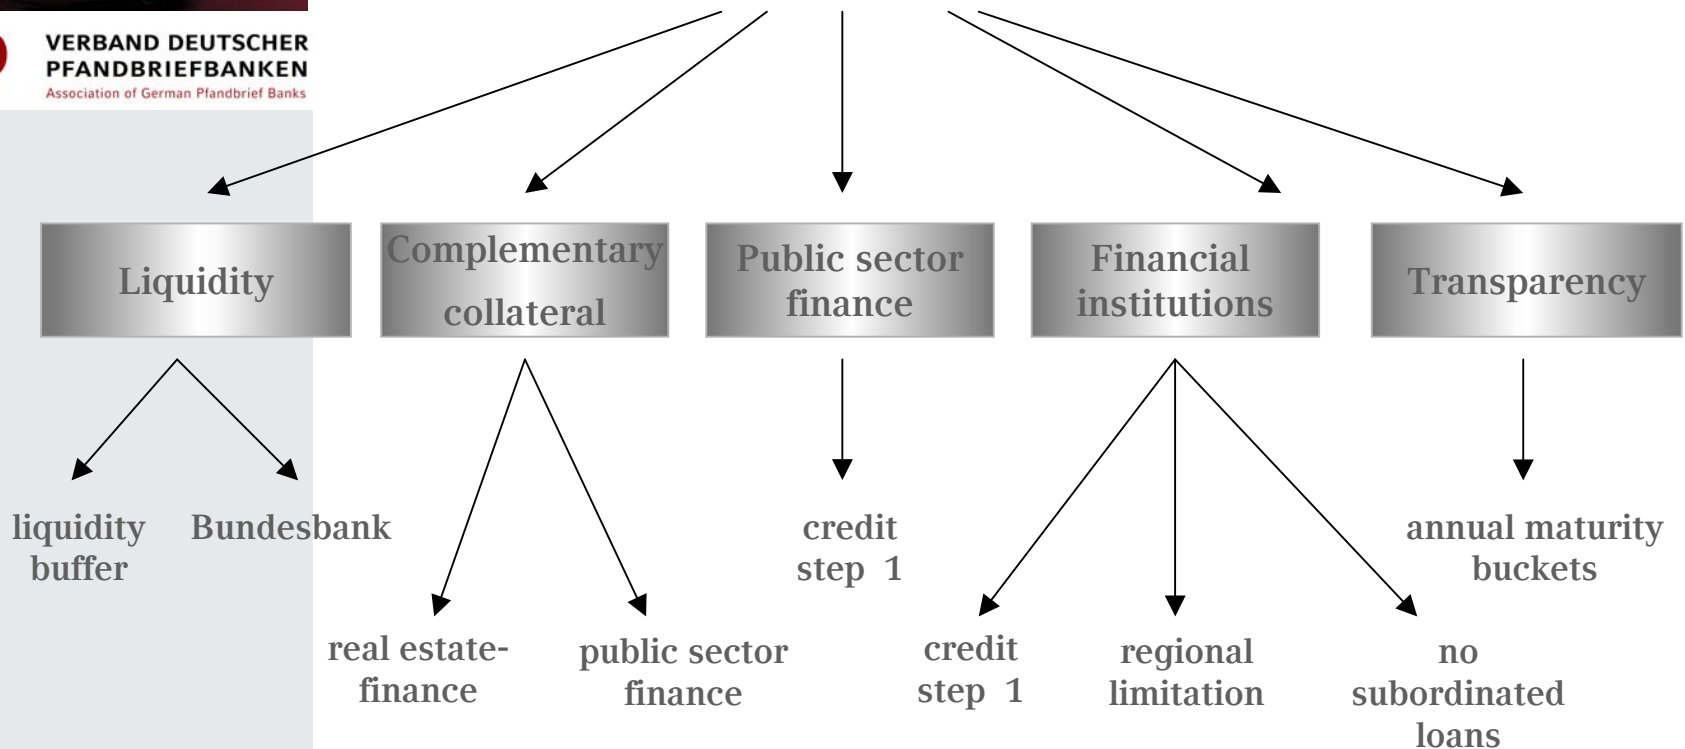 VERBAND DEUTSCHER
PFANDBRIEFBANKEN
Association of German Pfandbrief Banks
Liquidity
Complementary
collateral
Public sector
finance
Financial
institutions
Transparency
liquidity
buffer
Bundesbank
credit
step 1
annual maturity
buckets
real estate-
finance
public sector
finance
credit
step 1
regional
limitation
no
subordinated
loans